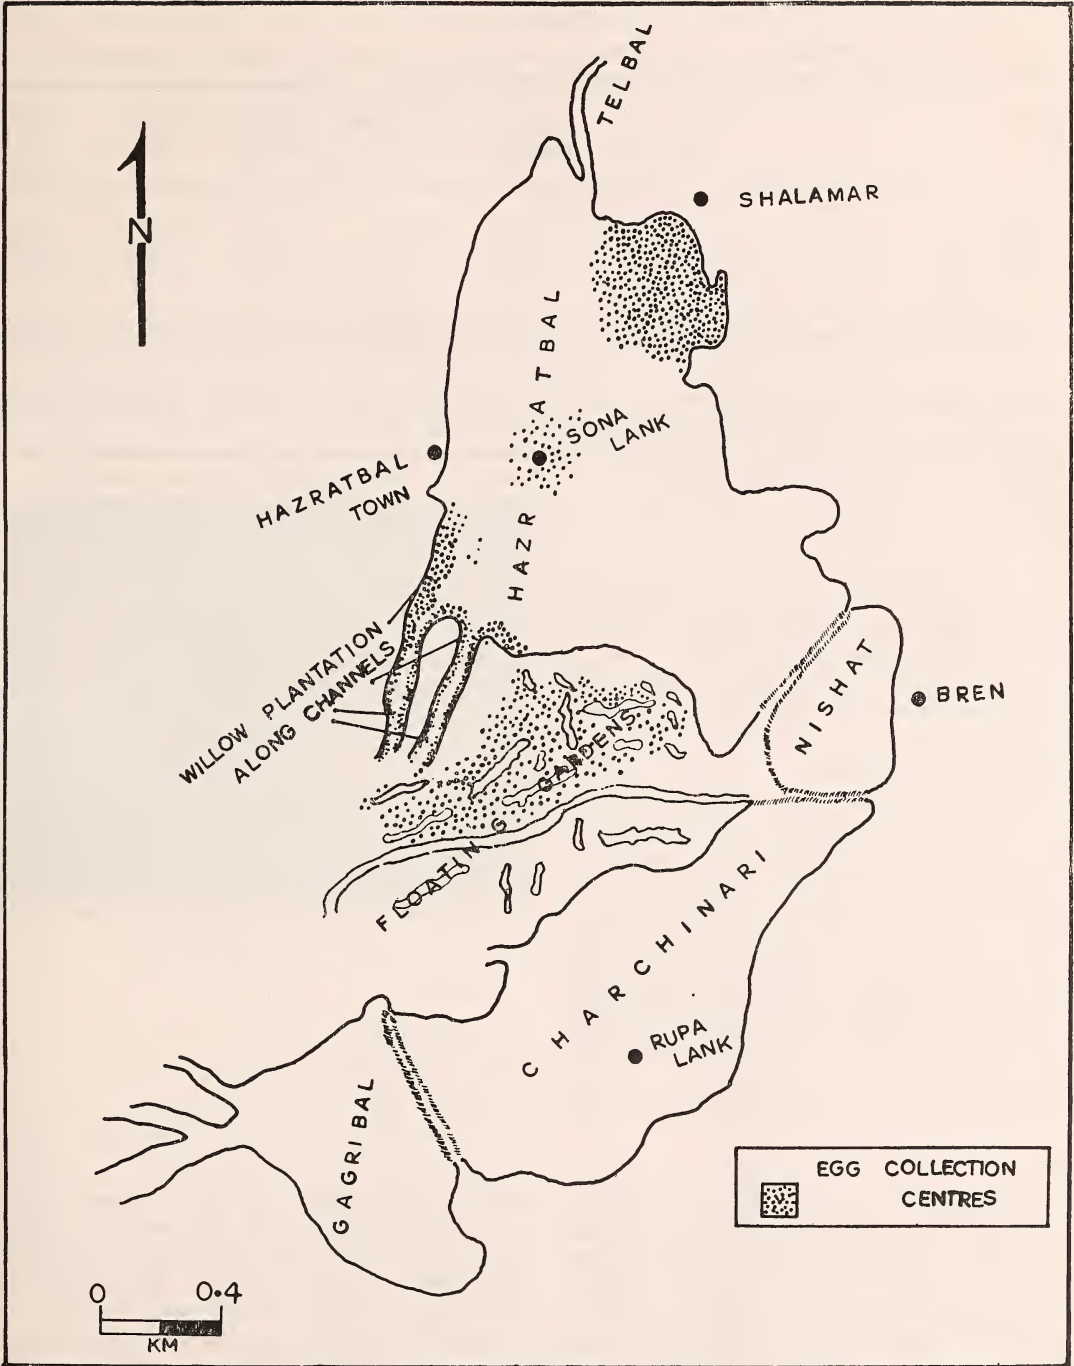 TELBAL
SHALAMAR
N
HAZRATBAL
SONA
LANK
HAZRATBAL
TOWN
WILLOW PLANTATION
ALONG CHANNELS
NISHAT
BREN
FLOATING GARDENS
CHARCHINARI
RUPA
LANK
GAGRIBAL
EGG COLLECTION
CENTRES
0 0.4
KM